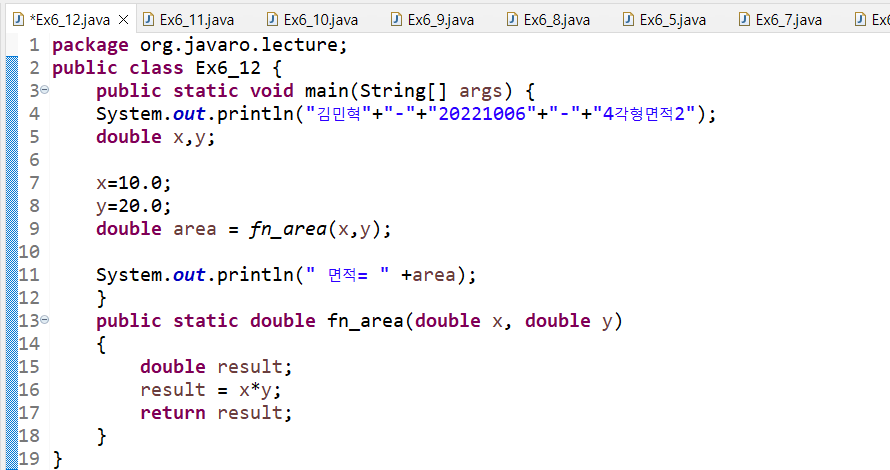 *Ex6_12.java Ex6_11.java Ex6_10.java Ex6_9.java Ex6_8.java Ex6_5.java Ex6_7.java Ex6
1 package org.javaro.lecture;
2 public class Ex6_12 {
3 public static void main(String[] args) {
4 System.out.println("김민혁"+"-"+"20221006"+"-"+"4각형면적2");
5 double x,y;
6
7 x=10.0;
8 y=20.0;
9 double area = fn_area(x,y);
10
11 System.out.println(" 면적= " +area);
12 }
13 public static double fn_area(double x, double y)
14 {
15 double result;
16 result = x*y;
17 return result;
18 }
19 }